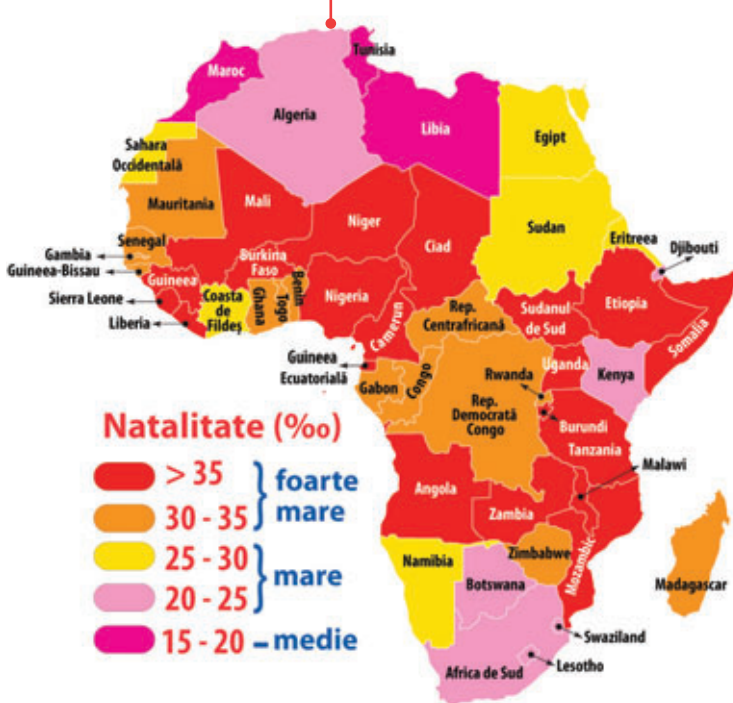 Tunisia
Maroc
Algeria
Libia
Egipt
Sahara
Occidentală
Mauritania
Mali
Niger
Ciad
Sudan
Eritreea
Djibouti
Senegal
Gambia
Guineea-Bissau
Guineea
Sierra Leone
Liberia
Burkina
Faso
Coasta
de
Fildeș
Ghana
Togo
Benin
Nigeria
Camerun
Rep.
Centrafricană
Sudanul
de Sud
Etiopia
Somalia
Guineea
Ecuatorială
Gabon
Congo
Rep.
Democrată
Congo
Rwanda
Uganda
Kenya
Burundi
Tanzania
Malawi
Angola
Zambia
Mozambic
Zimbabwe
Namibia
Botswana
Madagascar
Swaziland
Lesotho
Africa de Sud
Natalitate (‰)
> 35
30 - 35
foarte
mare
25 - 30
20 - 25
mare
15 - 20 – medie